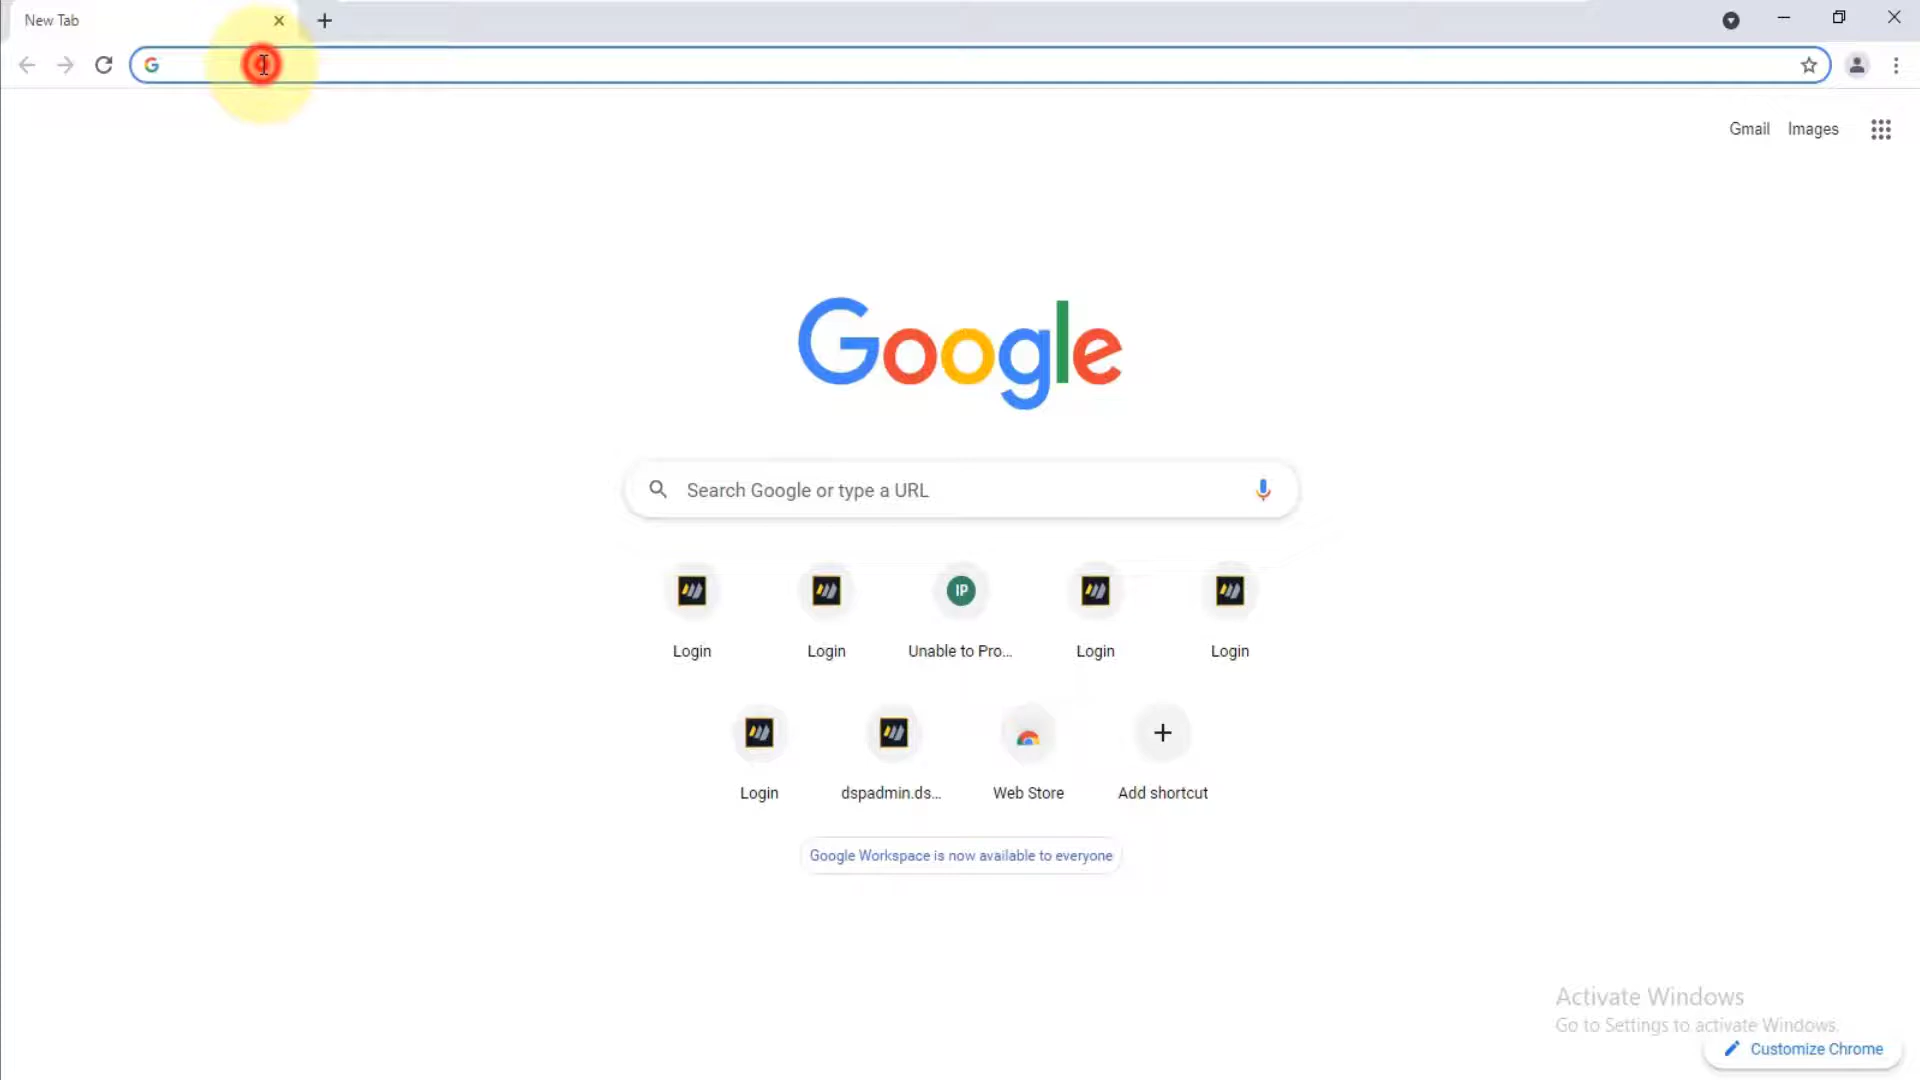 New Tab
Gmail Images
Google
Search Google or type a URL
Login Login Unable to Pro... Login Login
Login dspadmin.ds... Web Store Add shortcut
Google Workspace is now available to everyone
Activate Windows
Go to Settings to activate Windows.
Customize Chrome